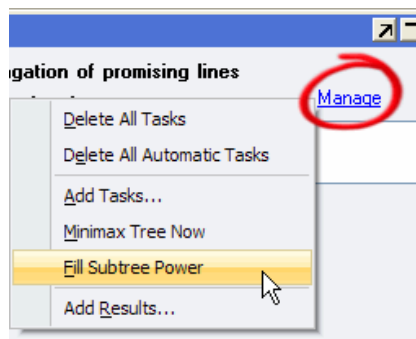 gation of promising lines
Manage
Delete All Tasks
Delete All Automatic Tasks
Add Tasks...
Minimax Tree Now
Fill Subtree Power
Add Results...